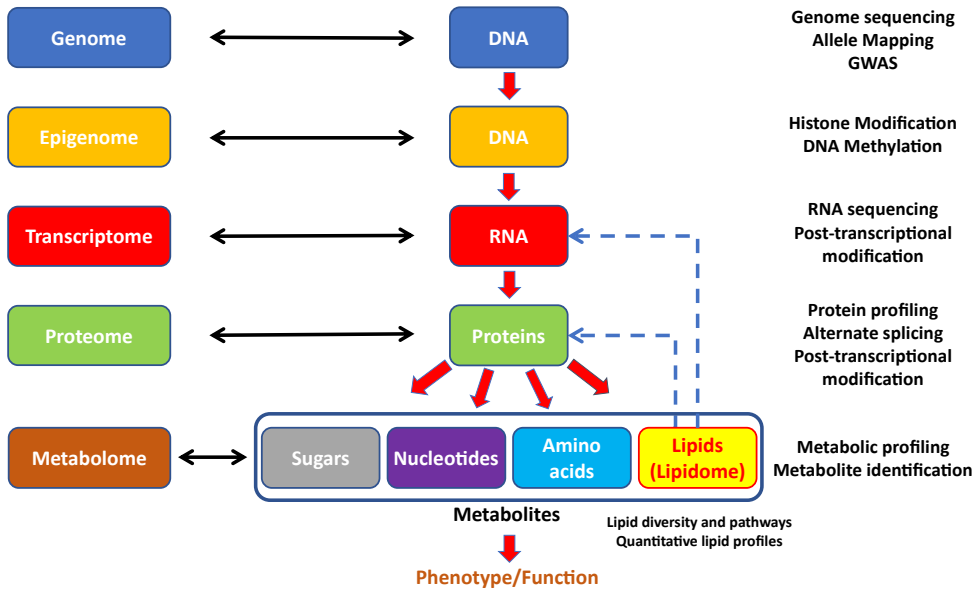 Genome
DNA
Genome sequencing
Allele Mapping
GWAS
Epigenome
DNA
Histone Modification
DNA Methylation
Transcriptome
RNA
RNA sequencing
Post-transcriptional
modification
Proteome
Proteins
Protein profiling
Alternate splicing
Post-transcriptional
modification
Metabolome
Sugars
Nucleotides
Amino
acids
Lipids
(Lipidome)
Metabolic profiling
Metabolite identification
Metabolites
Lipid diversity and pathways
Quantitative lipid profiles
Phenotype/Function